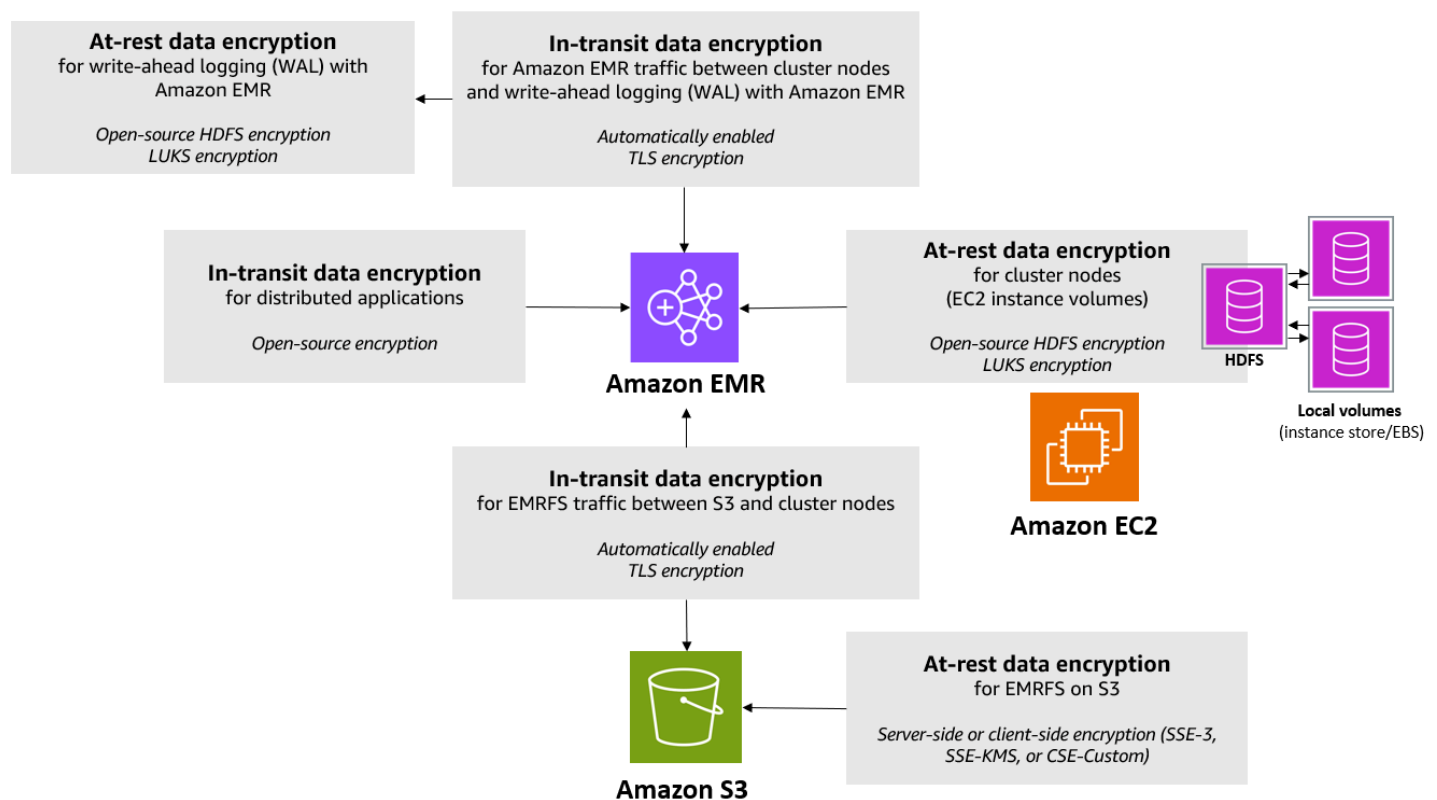 At-rest data encryption
for write-ahead logging (WAL) with
Amazon EMR
Open-source HDFS encryption
LUKS encryption
In-transit data encryption
for Amazon EMR traffic between cluster nodes
and write-ahead logging (WAL) with Amazon EMR
Automatically enabled
TLS encryption
In-transit data encryption
for distributed applications
Open-source encryption
Amazon EMR
At-rest data encryption
for cluster nodes
(EC2 instance volumes)
Open-source HDFS encryption
LUKS encryption
HDFS
Local volumes
(instance store/EBS)
Amazon EC2
In-transit data encryption
for EMRFS traffic between S3 and cluster nodes
Automatically enabled
TLS encryption
Amazon S3
At-rest data encryption
for EMRFS on S3
Server-side or client-side encryption (SSE-3,
SSE-KMS, or CSE-Custom)